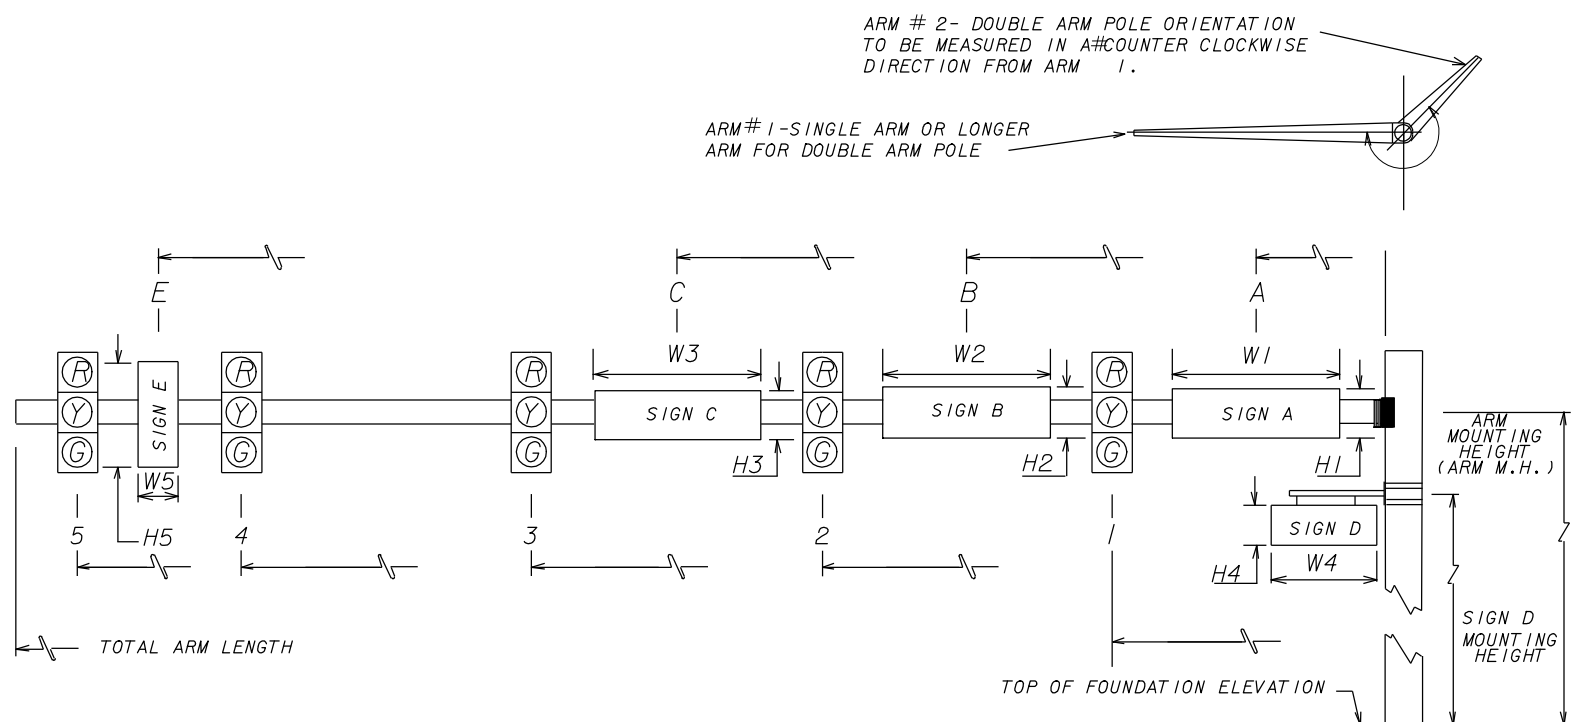 ARM # 2- DOUBLE ARM POLE ORIENTATION
TO BE MEASURED IN A#COUNTER CLOCKWISE
DIRECTION FROM ARM 1.
ARM# 1-SINGLE ARM OR LONGER
ARM FOR DOUBLE ARM POLE
E
C
B
A
W3
W2
W1
R
Y
G
SIGN E
R
Y
G
R
Y
G
SIGN C
R
Y
G
SIGN B
R
Y
G
SIGN A
ARM
MOUNTING
HEIGHT
(ARM M.H.)
W5
H3
H2
H1
5
H5
4
3
2
1
SIGN D
H4
W4
SIGN D
MOUNTING
HEIGHT
TOTAL ARM LENGTH
TOP OF FOUNDATION ELEVATION